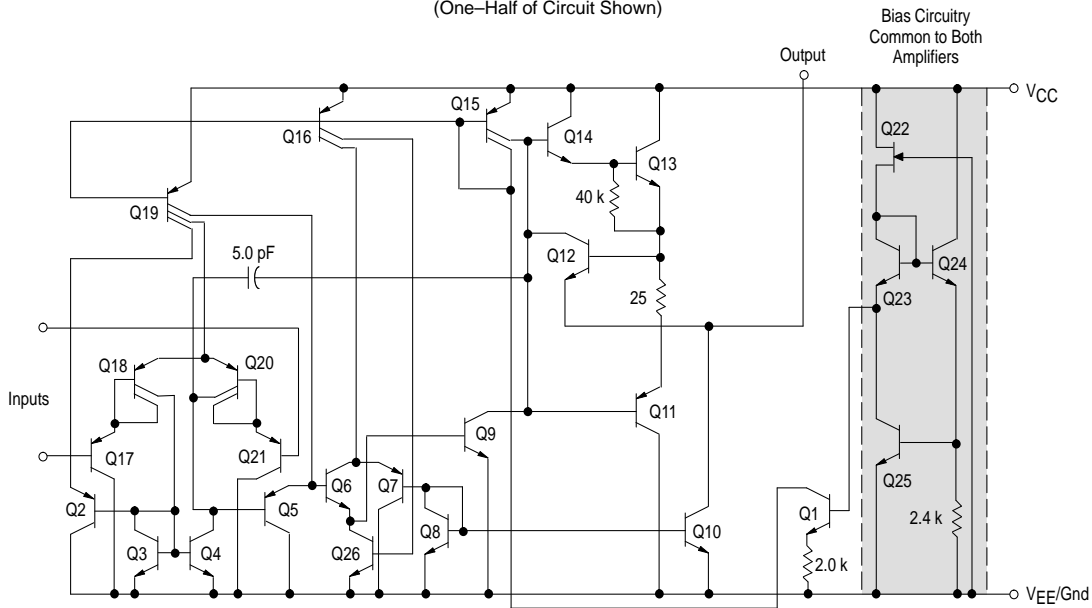 (One–Half of Circuit Shown)
Bias Circuitry
Common to Both
Amplifiers
Output
VCC
Q15
Q22
Q16
Q14
Q13
Q19
40 k
5.0 pF
Q12
Q24
Q23
25
Q18
Q20
Inputs
Q11
Q9
Q17
Q21
Q25
Q2
Q5
Q6
Q7
Q1
Q3
Q4
Q26
Q8
Q10
2.4 k
2.0 k
VEE/Gnd